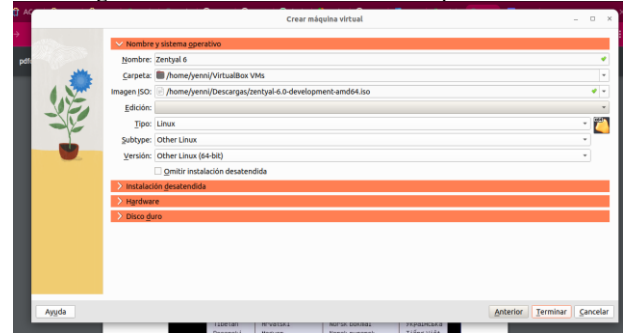 Crear máquina virtual
Nombre y sistema operativo
Nombre: Zentyal 6
Carpeta: /home/yenni/VirtualBox VMs
Imagen ISO: /home/yenni/Descargas/zentyal-6.0-development-amd64.iso
Edición:
Tipo: Linux
Subtype: Other Linux
Versión: Other Linux (64-bit)
Omitir instalación desatendida
Instalación desatendida
Hardware
Disco duro
Ayuda Anterior Terminar Cancelar